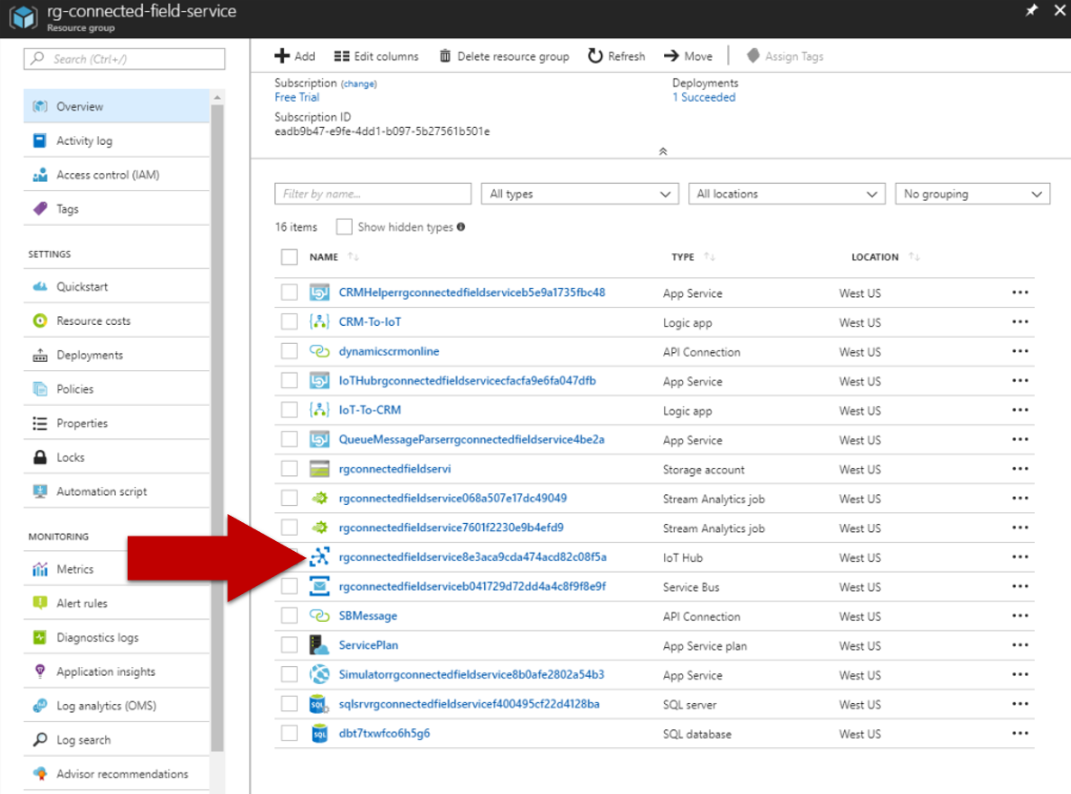 rg-connected-field-service
Resource group
Search (Ctrl+/)
Overview
Activity log
Access control (IAM)
Tags
SETTINGS
Quickstart
Resource costs
Deployments
Policies
Properties
Locks
Automation script
MONITORING
Metrics
Alert rules
Diagnostics logs
Application insights
Log analytics (OMS)
Log search
Advisor recommendations
Add Edit columns Delete resource group Refresh Move Assign Tags
Subscription (change) Deployments
Free Trial 1 Succeeded
Subscription ID
eadb9b47-e9fe-4dd1-b097-5b27561b501e
Filter by name... All types All locations No grouping
16 items Show hidden types
NAME TYPE LOCATION
CRMHelperrgconnectedfieldserviceb5e9a1735fbc48 App Service West US
CRM-To-IoT Logic app West US
dynamicscrmonline API Connection West US
IoTHubrgconnectedfieldservicecfacfa9e6fa047dfb App Service West US
IoT-To-CRM Logic app West US
QueueMessageParserrgconnectedfieldservice4be2a App Service West US
rgconnectedfieldservi Storage account West US
rgconnectedfieldservice068a507e17dc49049 Stream Analytics job West US
rgconnectedfieldservice7601f2230e9b4efd9 Stream Analytics job West US
rgconnectedfieldservice8e3aca9cda474acd82c08f5a IoT Hub West US
rgconnectedfieldserviceb041729d72dd4a4c8f9f8e9f Service Bus West US
SBMessage API Connection West US
ServicePlan App Service plan West US
Simulatorrgconnectedfieldservice8b0afe2802a54b3 App Service West US
sqlsrvrgconnectedfieldservicef400495cf22d4128ba SQL server West US
dbt7txwfco6h5g6 SQL database West US